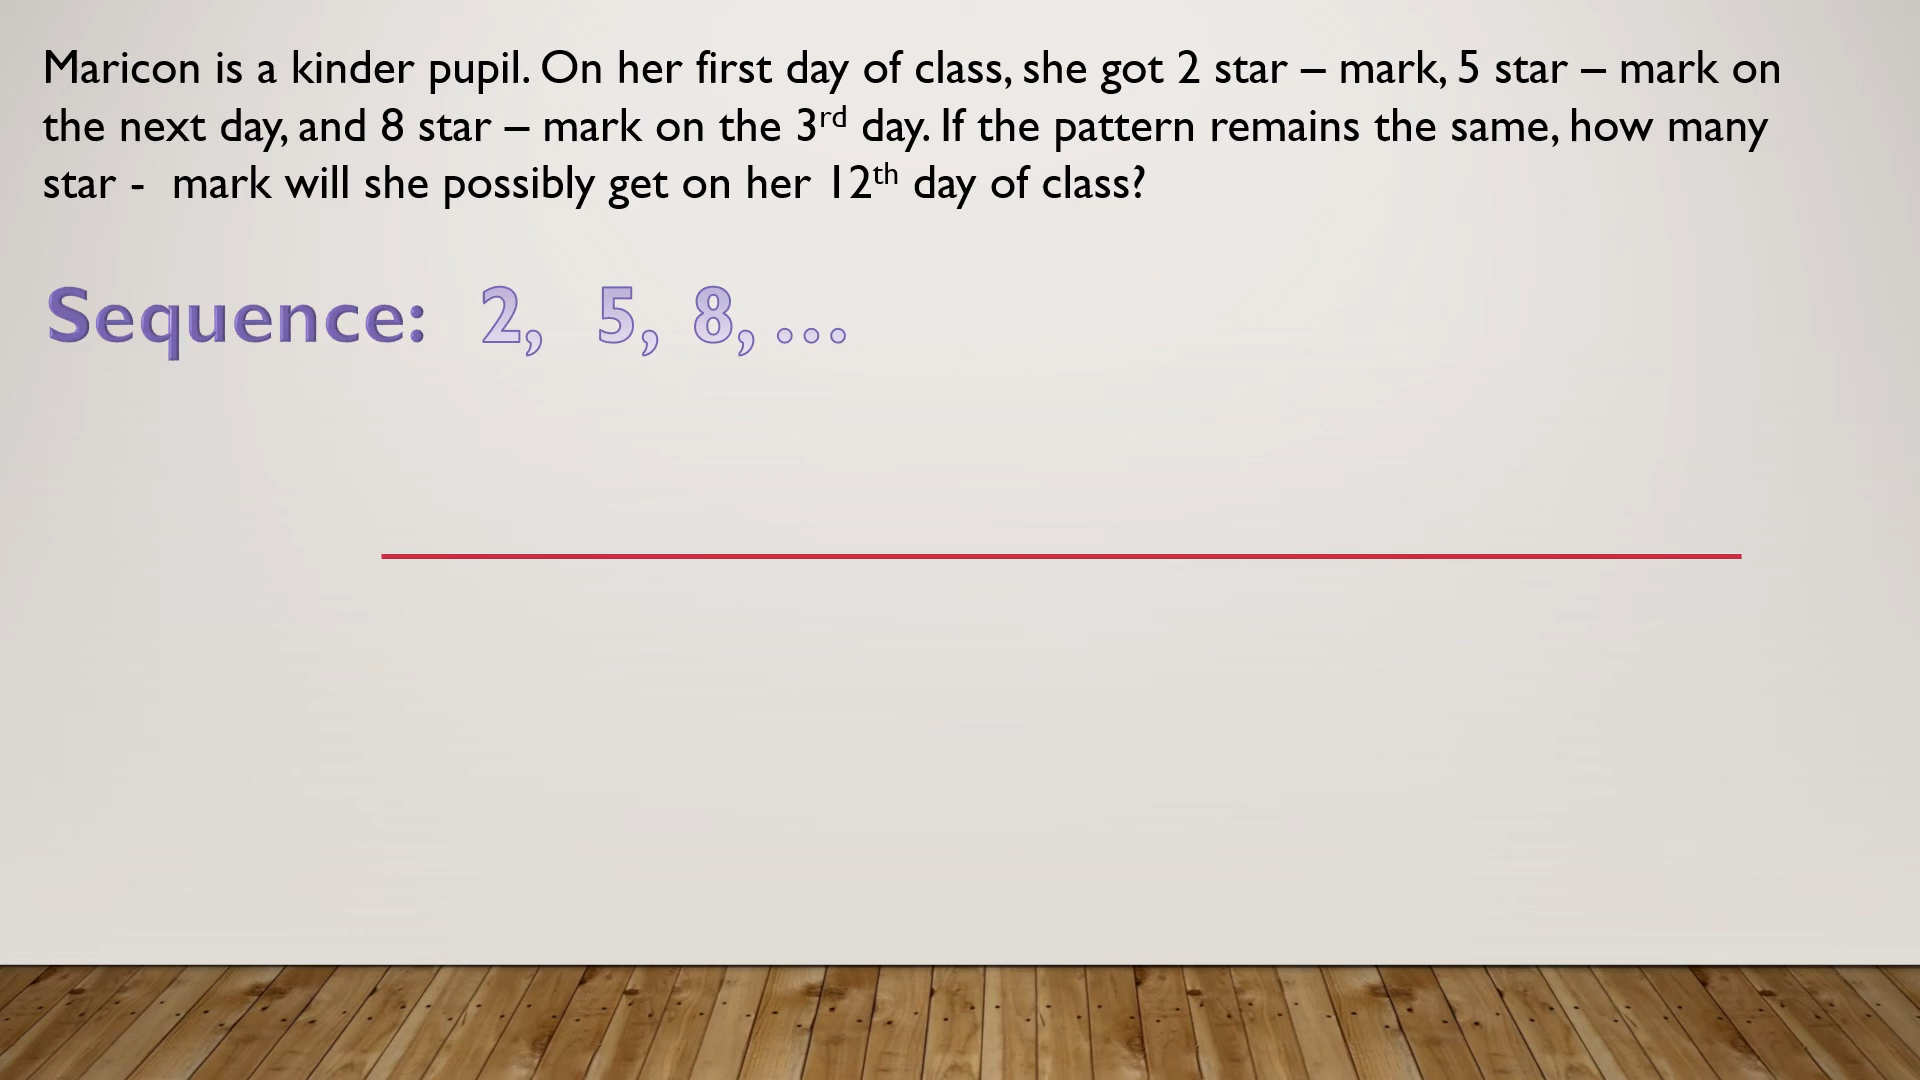 Maricon is a kinder pupil. On her first day of class, she got 2 star – mark, 5 star – mark on
the next day, and 8 star – mark on the 3rd day. If the pattern remains the same, how many
star -  mark will she possibly get on her 12th day of class?
Sequence: 2, 5, 8, ...